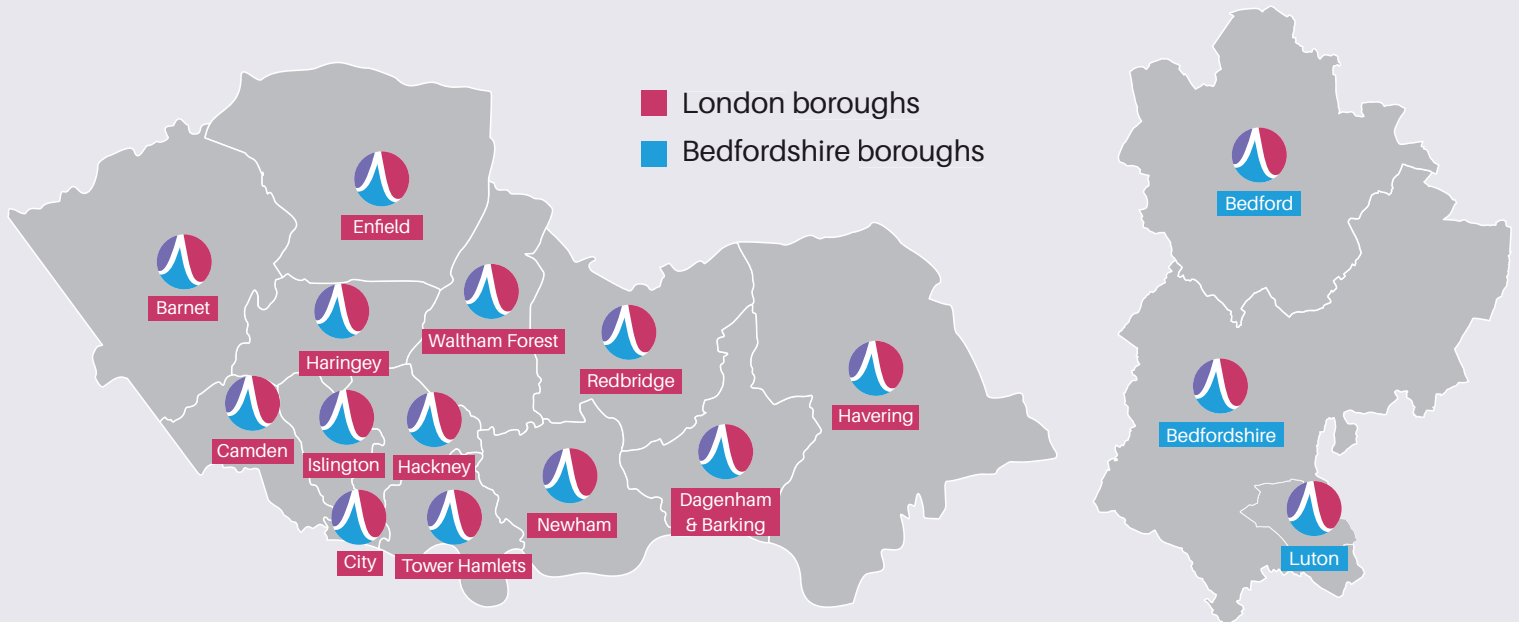 London boroughs
Bedfordshire boroughs
Enfield
Barnet
Haringey
Waltham Forest
Redbridge
Havering
Camden
Islington
Hackney
Newham
Dagenham
& Barking
City
Tower Hamlets
Bedford
Bedfordshire
Luton